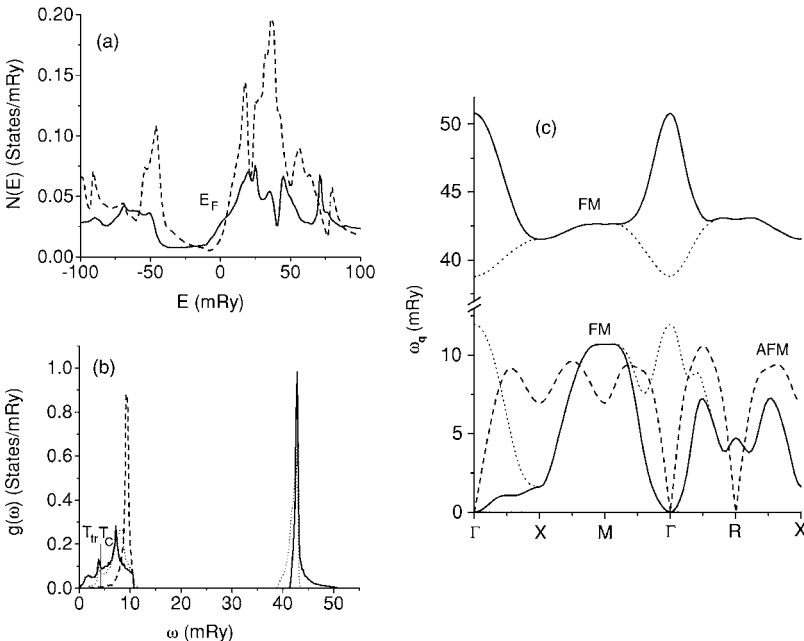 (a)
0.20
0.15
0.10
0.05
0.00
N(E) (States/mRy)
E_F
-100 -50 0 50 100
E (mRy)
(b)
1.0
0.8
0.6
0.4
0.2
0.0
g(ω) (States/mRy)
T_tr T_C
0 10 20 30 40 50
ω (mRy)
(c)
50
45
40
10
5
0
ω_q (mRy)
FM
FM
AFM
Γ X M Γ R X